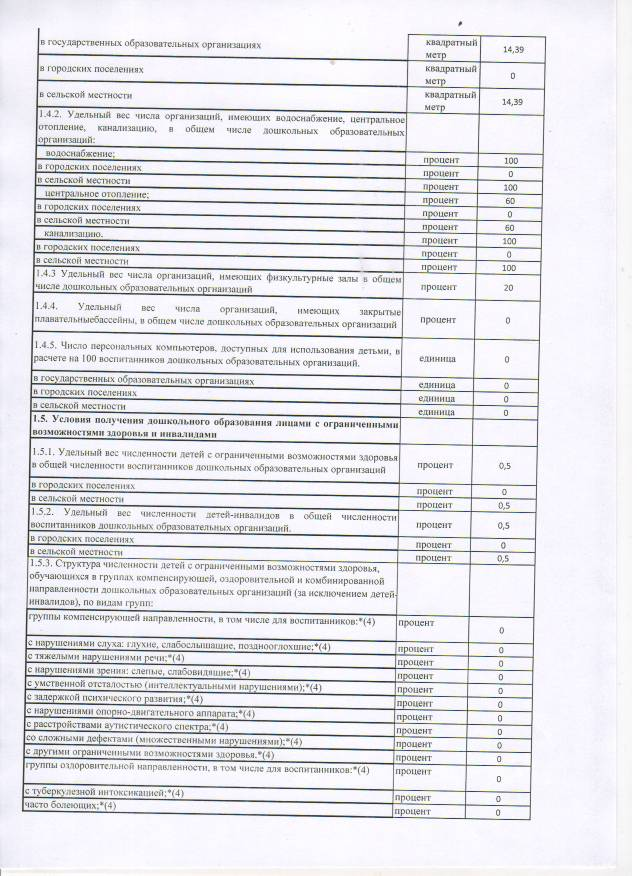 в государственных образовательных организациях квадратный метр 14,39
в городских поселениях квадратный метр 0
в сельской местности квадратный метр 14,39
1.4.2. Удельный вес числа организаций, имеющих водоснабжение, центральное
отопление, канализацию, в общем числе дошкольных образовательных
организаций:
водоснабжение; процент 100
в городских поселениях процент 0
в сельской местности процент 100
центральное отопление; процент 60
в городских поселениях процент 0
в сельской местности процент 60
канализацию. процент 100
в городских поселениях процент 0
в сельской местности процент 100
1.4.3 Удельный вес числа организаций, имеющих физкультурные залы в общем
числе дошкольных образовательных оргнаизаций процент 20
1.4.4. Удельный вес числа организаций, имеющих закрытые
плавательныебассейны, в общем числе дошкольных образовательных организаций процент 0
1.4.5. Число персональных компьютеров, доступных для использования детьми, в
расчете на 100 воспитанников дошкольных образовательных организаций. единица 0
в государственных образовательных организациях единица 0
в городских поселениях единица 0
в сельской местности единица 0
1.5. Условия получения дошкольного образования лицами с ограниченными
возможностями здоровья и инвалидами
1.5.1. Удельный вес численности детей с ограниченными возможностями здоровья
в общей численности воспитанников дошкольных образовательных организаций процент 0,5
в городских поселениях процент 0
в сельской местности процент 0,5
1.5.2. Удельный вес численности детей-инвалидов в общей численности
воспитанников дошкольных образовательных организаций. процент 0,5
в городских поселениях процент 0
в сельской местности процент 0,5
1.5.3. Структура численности детей с ограниченными возможностями здоровья,
обучающихся в группах компенсирующей, оздоровительной и комбинированной
направленности дошкольных образовательных организаций (за исключением детей-
инвалидов), по видам групп:
группы компенсирующей направленности, в том числе для воспитанников:*(4) процент 0
с нарушениями слуха: глухие, слабослышащие, позднооглохшие;*(4) процент 0
с тяжелыми нарушениями речи;*(4) процент 0
с нарушениями зрения: слепые, слабовидящие;*(4) процент 0
с умственной отсталостью (интеллектуальными нарушениями);*(4) процент 0
с задержкой психического развития;*(4) процент 0
с нарушениями опорно-двигательного аппарата;*(4) процент 0
с расстройствами аутистического спектра;*(4) процент 0
со сложными дефектами (множественными нарушениями);*(4) процент 0
с другими ограниченными возможностями здоровья.*(4) процент 0
группы оздоровительной направленности, в том числе для воспитанников:*(4) процент 0
с туберкулезной интоксикацией;*(4) процент 0
часто болеющих;*(4) процент 0